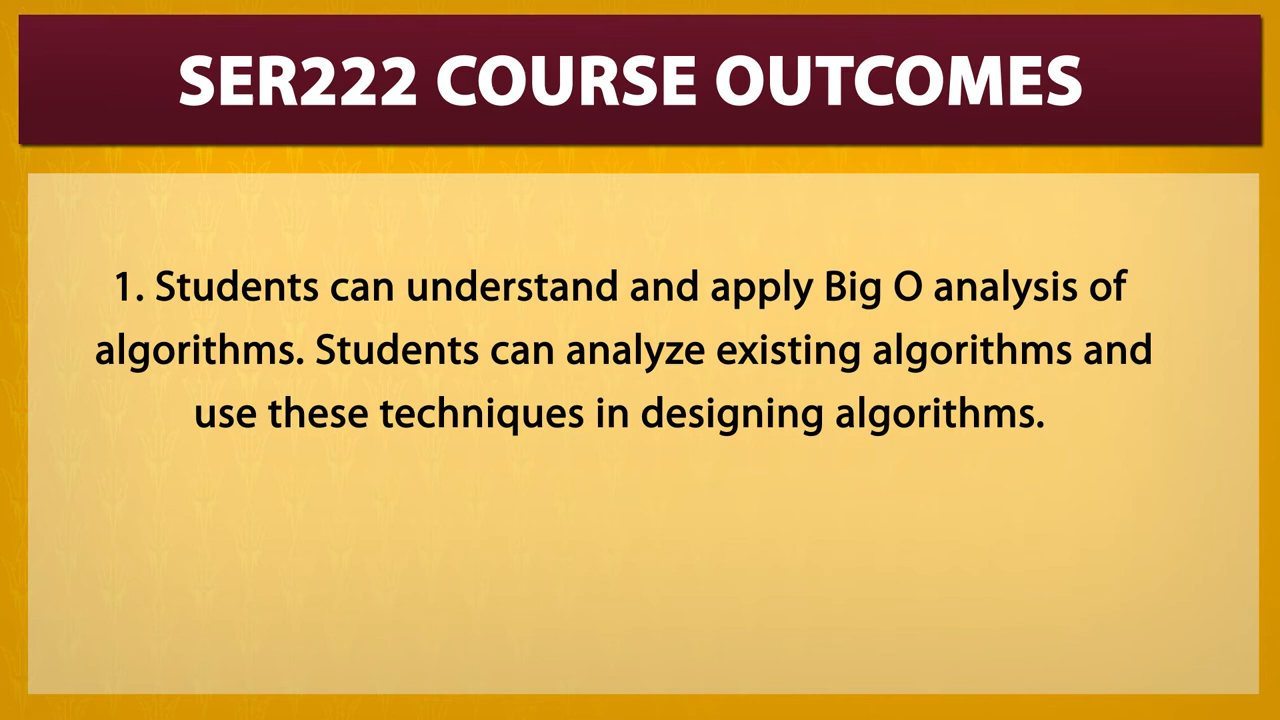 SER222 COURSE OUTCOMES
1. Students can understand and apply Big O analysis of
algorithms. Students can analyze existing algorithms and
use these techniques in designing algorithms.